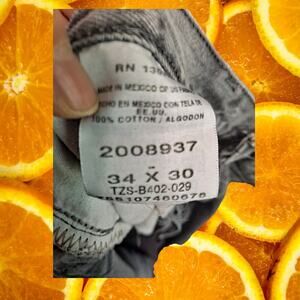 RN 13
MADE IN MEXICO OF US
HECHO EN MEXICO CON TELA DE
EE.UU.
100% COTTON / ALGODON
2008937
-
34 X 30
TZS-B402-029